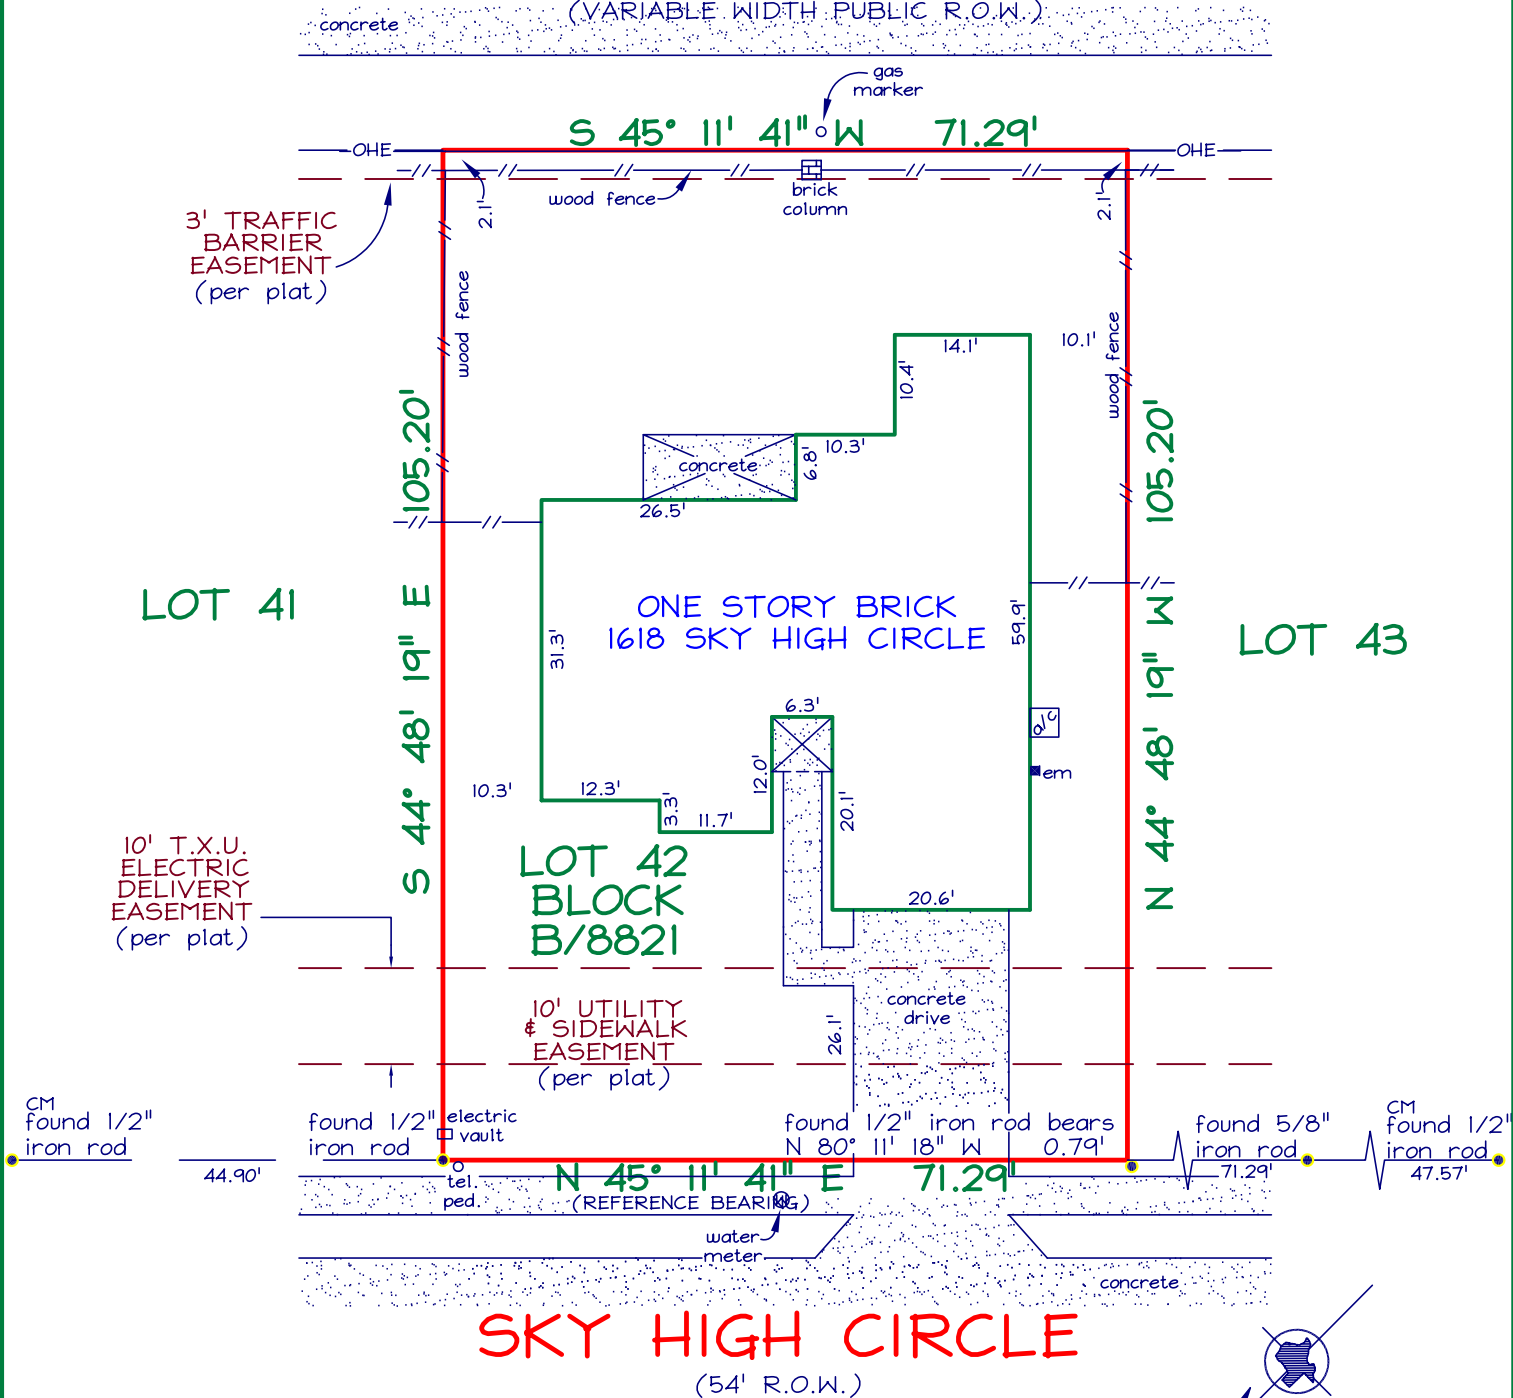 (VARIABLE WIDTH PUBLIC R.O.W.)
concrete
gas
marker
S 45° 11' 41" W 71.29'
OHE
OHE
wood fence
brick
column
2.1'
2.1'
3' TRAFFIC
BARRIER
EASEMENT
(per plat)
wood fence
wood fence
14.1'
10.1'
10.4'
10.3'
6.8'
concrete
26.5'
S 44° 48' 19" E 105.20'
N 44° 48' 19" W 105.20'
LOT 41
ONE STORY BRICK
1618 SKY HIGH CIRCLE
LOT 43
31.3'
59.9'
6.3'
a/c
em
12.0'
10.3'
12.3'
3.3'
11.7'
20.1'
10' T.X.U.
ELECTRIC
DELIVERY
EASEMENT
(per plat)
LOT 42
BLOCK
B/8821
20.6'
concrete
drive
26.1'
10' UTILITY
& SIDEWALK
EASEMENT
(per plat)
CM
found 1/2"
iron rod
44.90'
found 1/2"
iron rod
electric
vault
found 1/2" iron rod bears
N 80° 11' 18" W 0.79'
found 5/8"
iron rod
71.29'
CM
found 1/2"
iron rod
47.57'
tel.
ped.
N 45° 11' 41" E 71.29'
(REFERENCE BEARING)
W
water
meter
concrete
SKY HIGH CIRCLE
(54' R.O.W.)